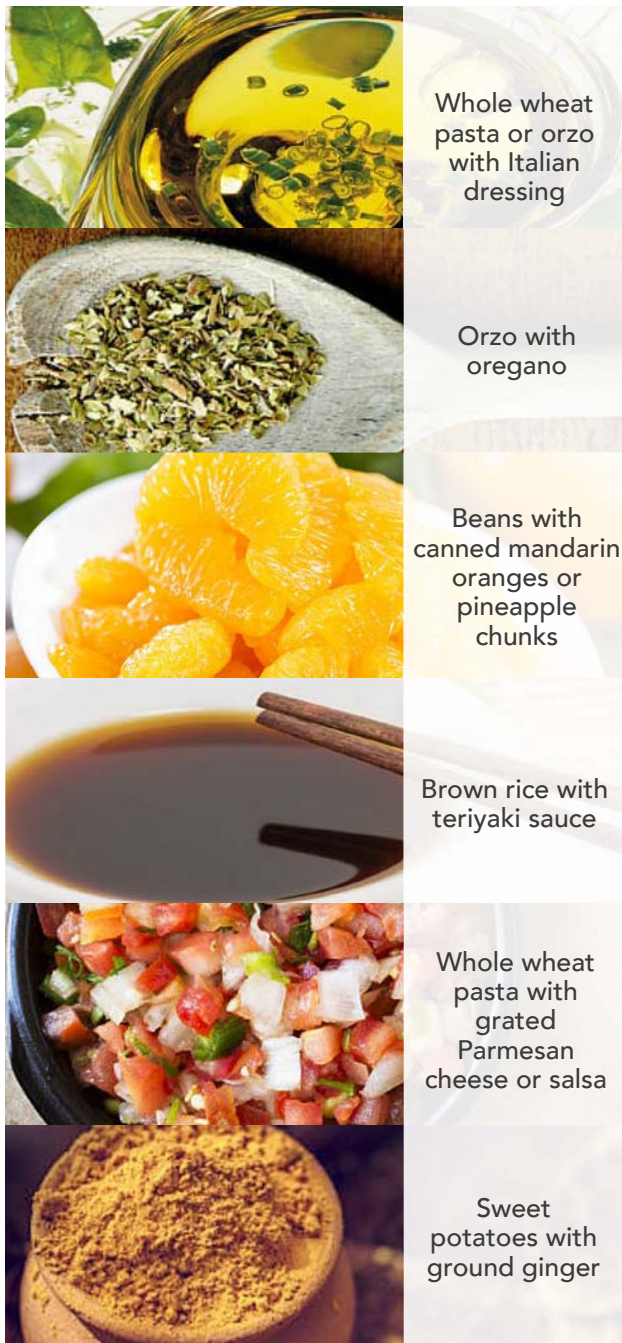 Whole wheat
pasta or orzo
with Italian
dressing
Orzo with
oregano
Beans with
canned mandarin
oranges or
pineapple
chunks
Brown rice with
teriyaki sauce
Whole wheat
pasta with
grated
Parmesan
cheese or salsa
Sweet
potatoes with
ground ginger